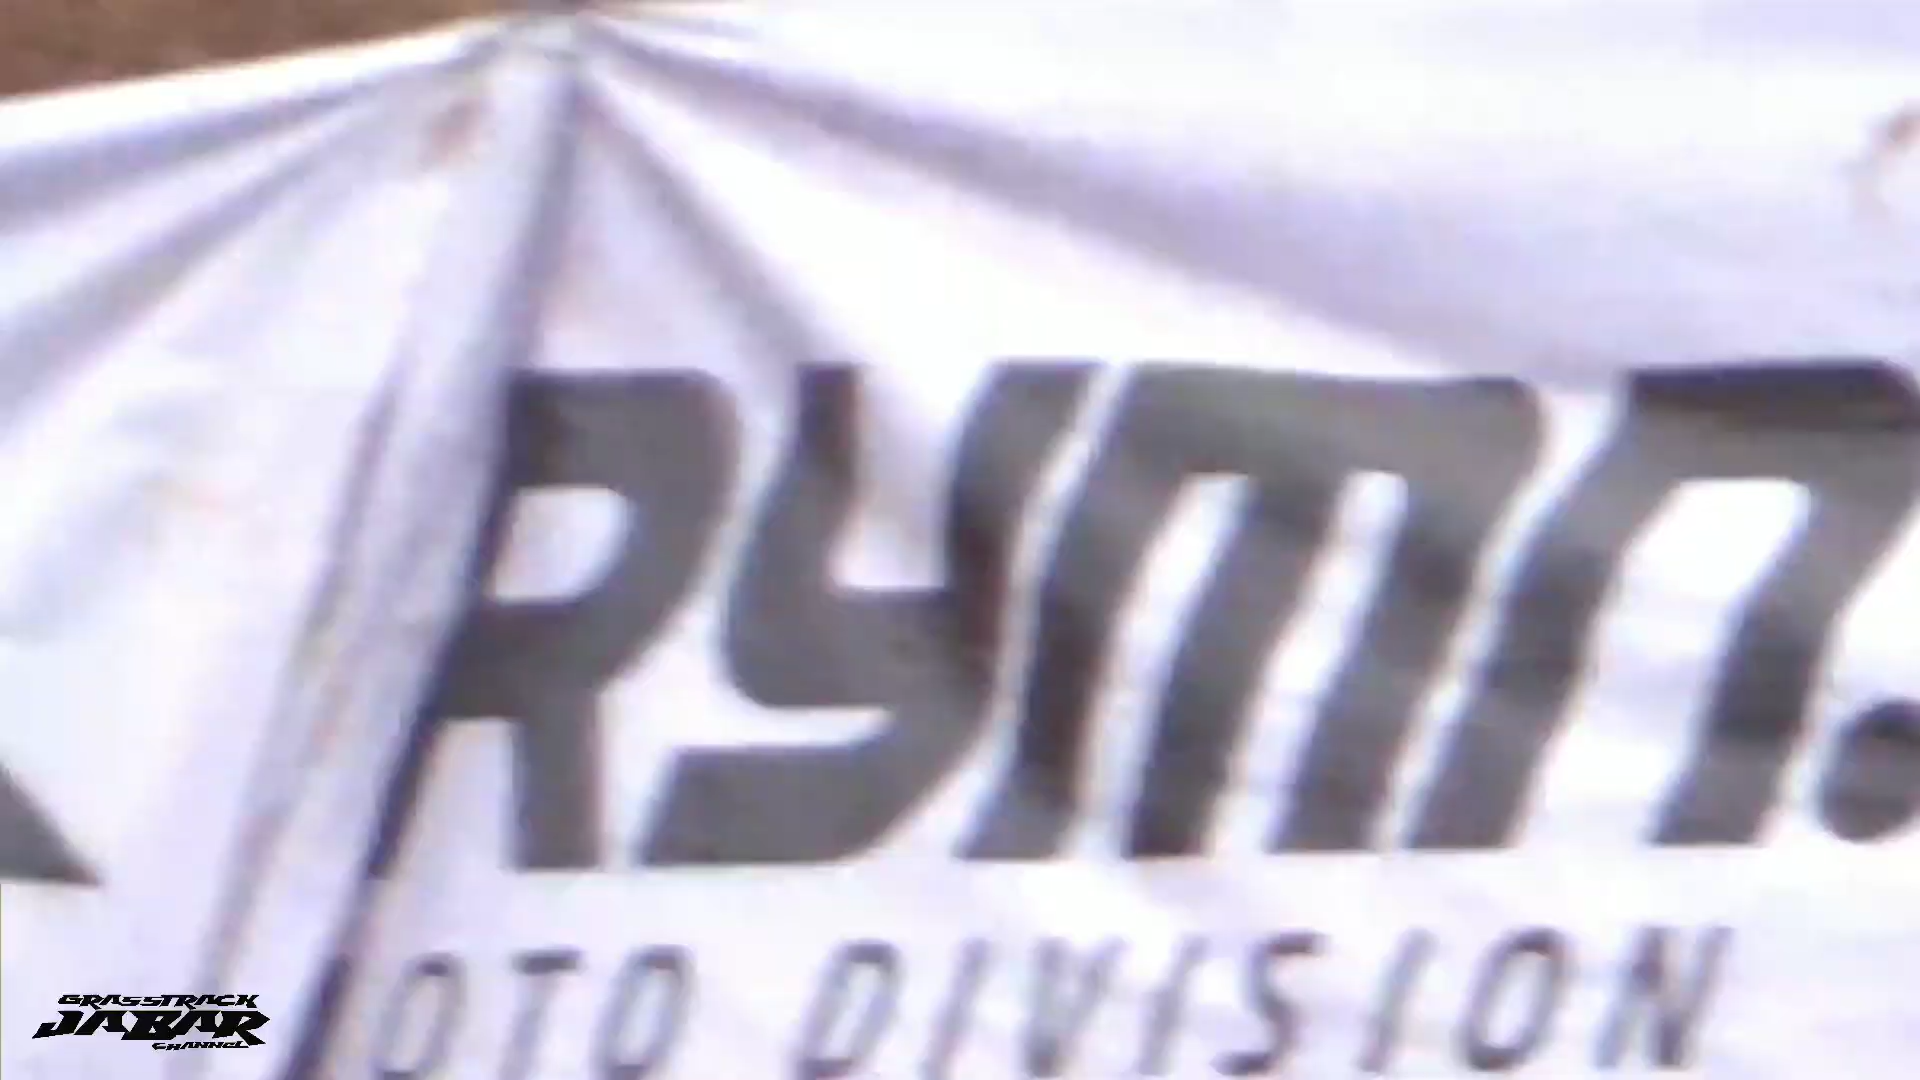 RYMN.
OTO DIVISION
GRASSTRACK
JABAR
CHANNEL